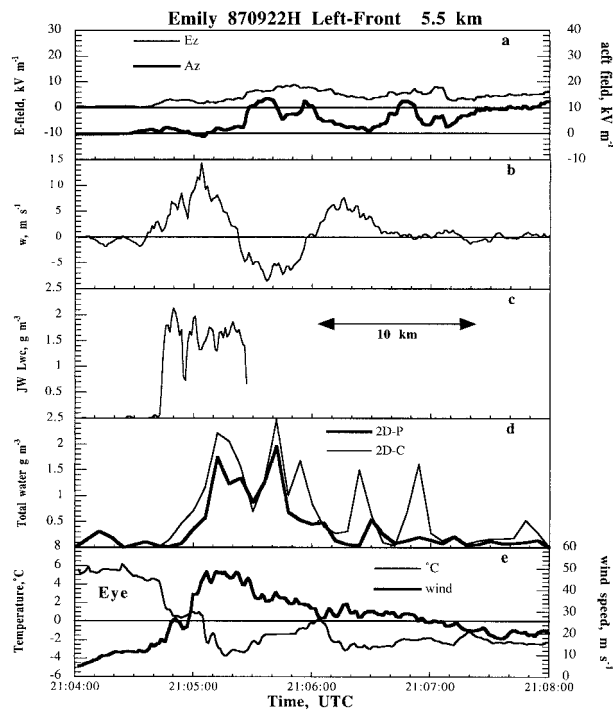 Emily 870922H Left-Front 5.5 km
30
20
10
0
-10
E-field, kV m-1
Ez
Az
a
40
30
20
10
0
-10
acft field, kV m-1
15
10
5
0
-5
w, m s-1
b
2.5
2
1.5
1
0.5
JW Lwc, g m-3
c
10 km
2.5
2
1.5
1
0.5
Total water g m-3
d
2D-P
2D-C
8
6
4
2
0
-2
-4
-6
Temperature,°C
Eye
e
°C
wind
60
50
40
30
20
10
0
wind speed, m s-1
21:04:00 21:05:00 21:06:00 21:07:00 21:08:00
Time, UTC